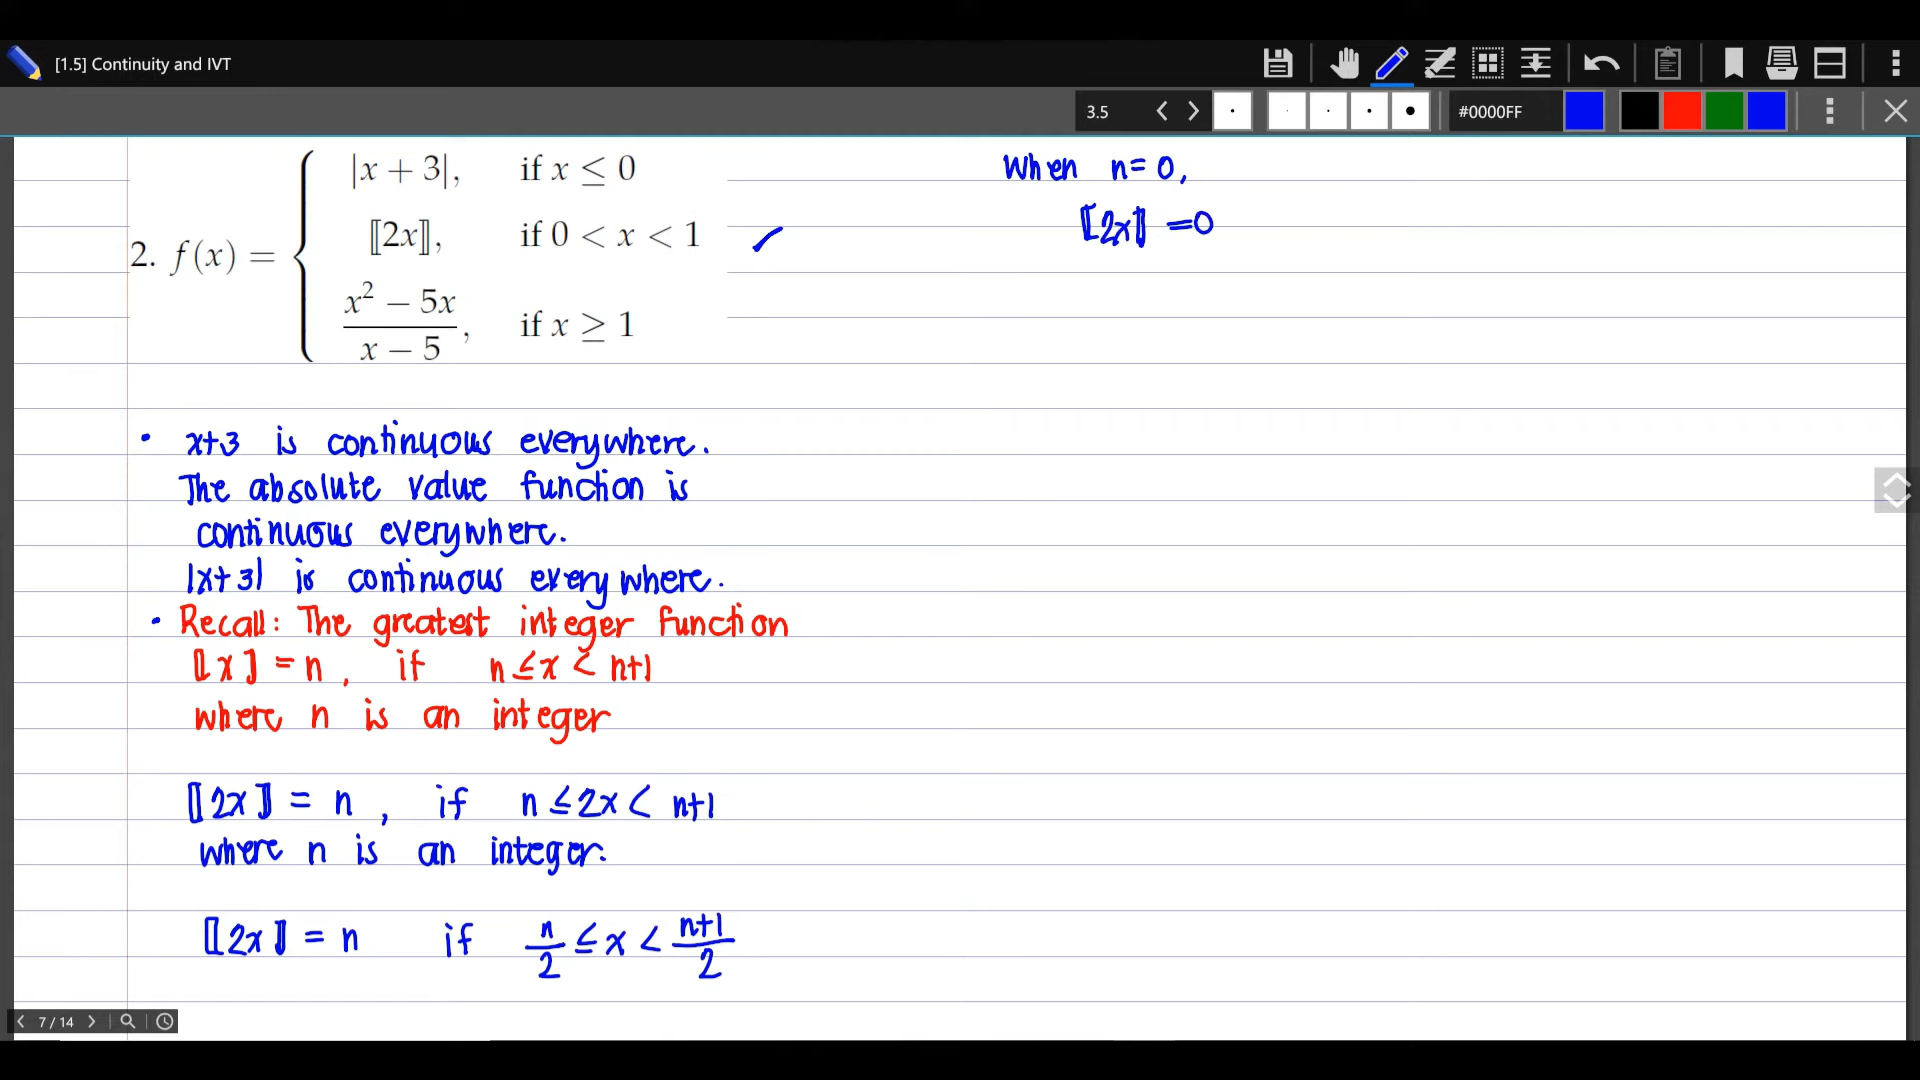 [1.5] Continuity and IVT
3.5
#0000FF
2. f(x) = { |x + 3|, if x ≤ 0
⟦2x⟧, if 0 < x < 1 ✓
x² − 5x / x − 5, if x ≥ 1
When n=0,
⟦2x⟧ =0
• x+3 is continuous everywhere.
The absolute value function is
continuous everywhere.
|x+3| is continuous everywhere.
• Recall: The greatest integer function
⟦x⟧ = n, if n ≤ x < n+1
where n is an integer
⟦2x⟧ = n, if n ≤ 2x < n+1
where n is an integer.
⟦2x⟧ = n if n/2 ≤ x < n+1/2
7 / 14